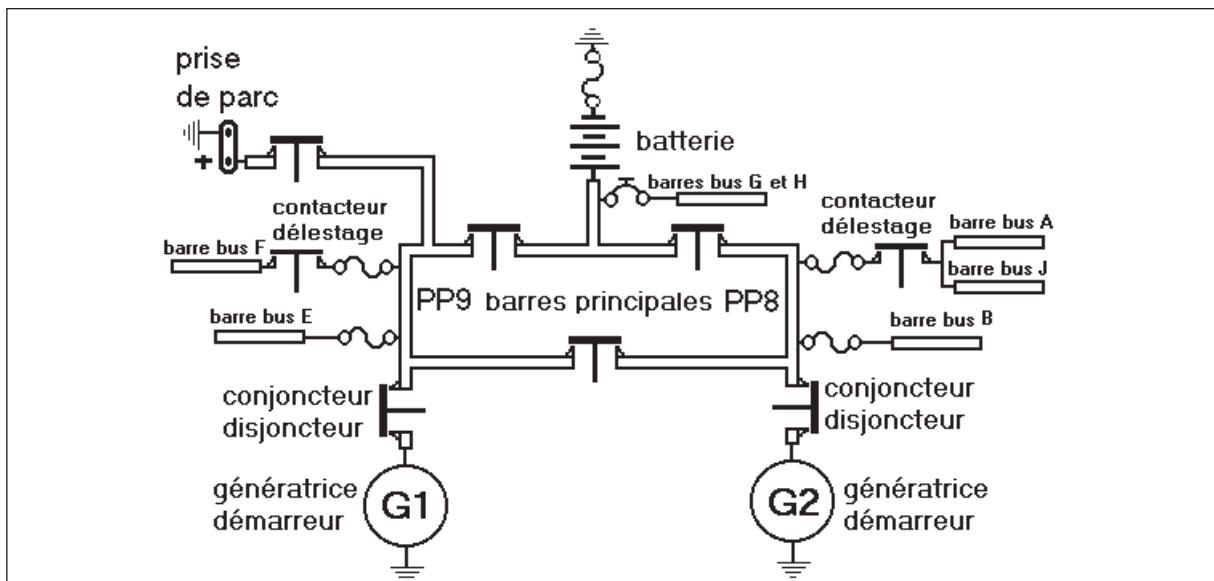 prise
de parc
+
batterie
barres bus G et H
contacteur
délestage
contacteur
délestage
barre bus A
barre bus F
barre bus J
PP9 barres principales PP8
barre bus E
barre bus B
conjoncteur
disjoncteur
conjoncteur
disjoncteur
génératrice
démarreur
G1
G2
génératrice
démarreur